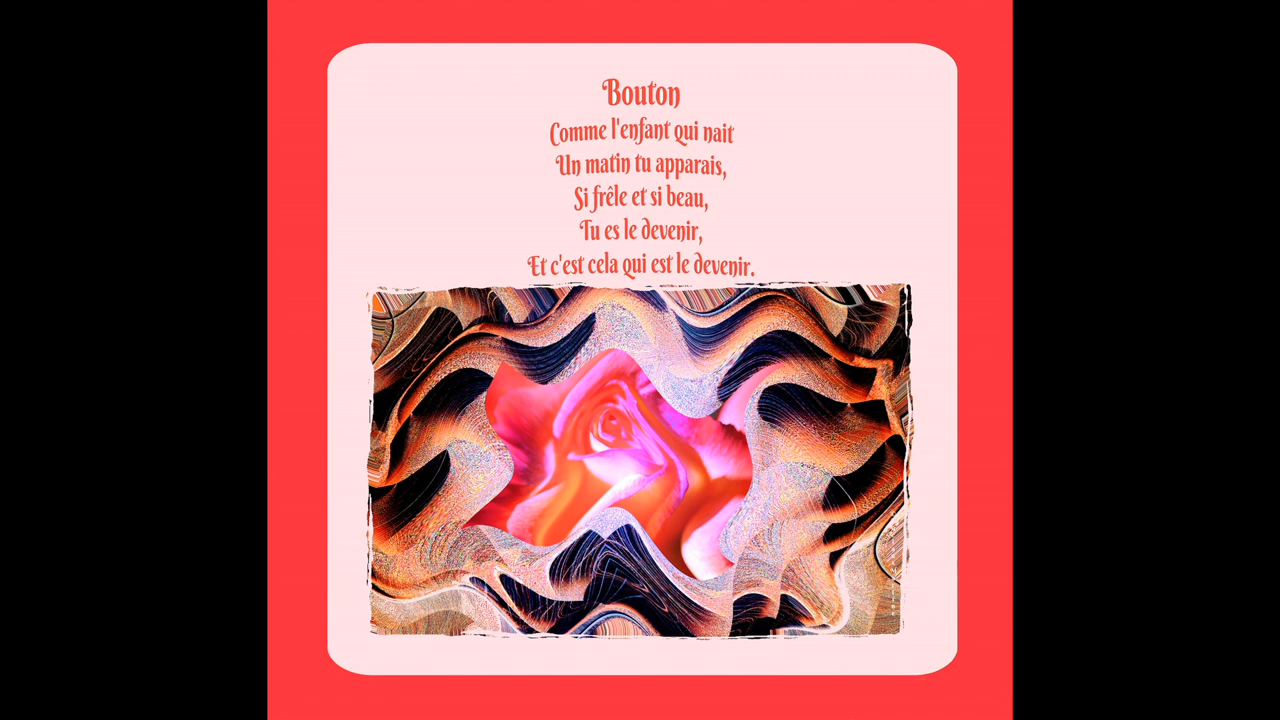 Bouton
Comme l'enfant qui nait
Un matin tu apparais,
Si frêle et si beau,
Tu es le devenir,
Et c'est cela qui est le devenir.